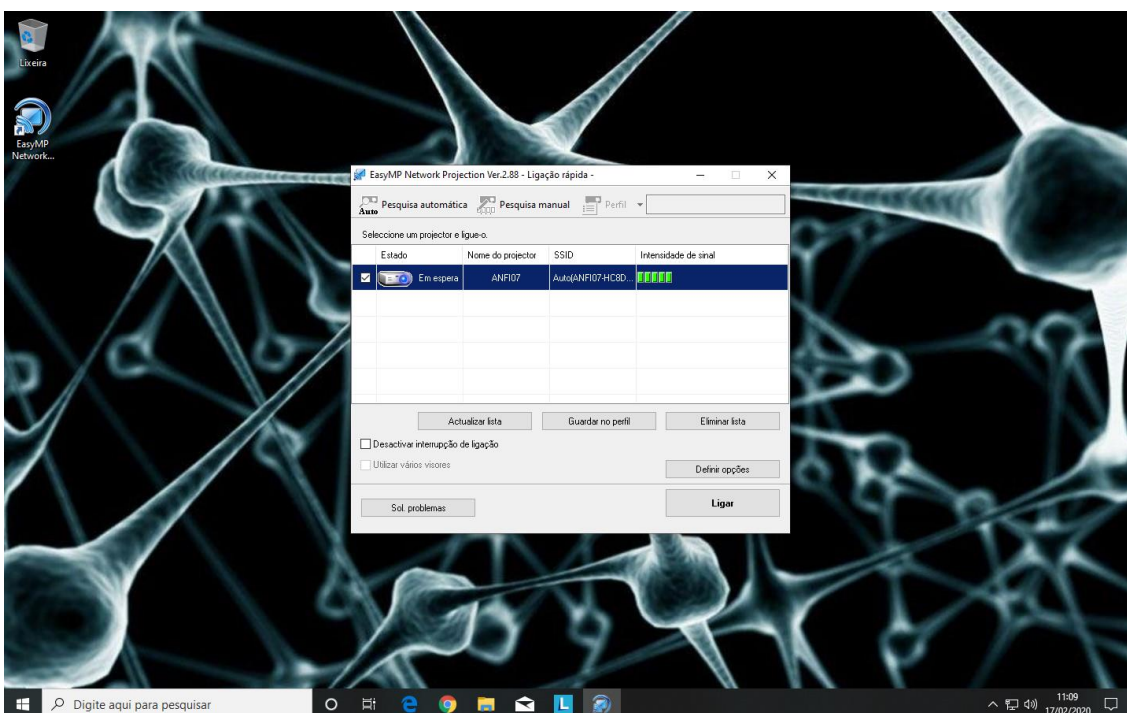 Lixeira
EasyMP
Network...
EasyMP Network Projection Ver.2.88 - Ligação rápida -
Auto Pesquisa automática Pesquisa manual Perfil
Seleccione um projector e ligue-o.
Estado Nome do projector SSID Intensidade de sinal
Em espera ANFI07 Auto(ANFI07-HC8D...
Actualizar lista Guardar no perfil Eliminar lista
Desactivar interrupção de ligação
Utilizar vários visores
Definir opções
Sol. problemas Ligar
Digite aqui para pesquisar L 11:09
17/02/2020